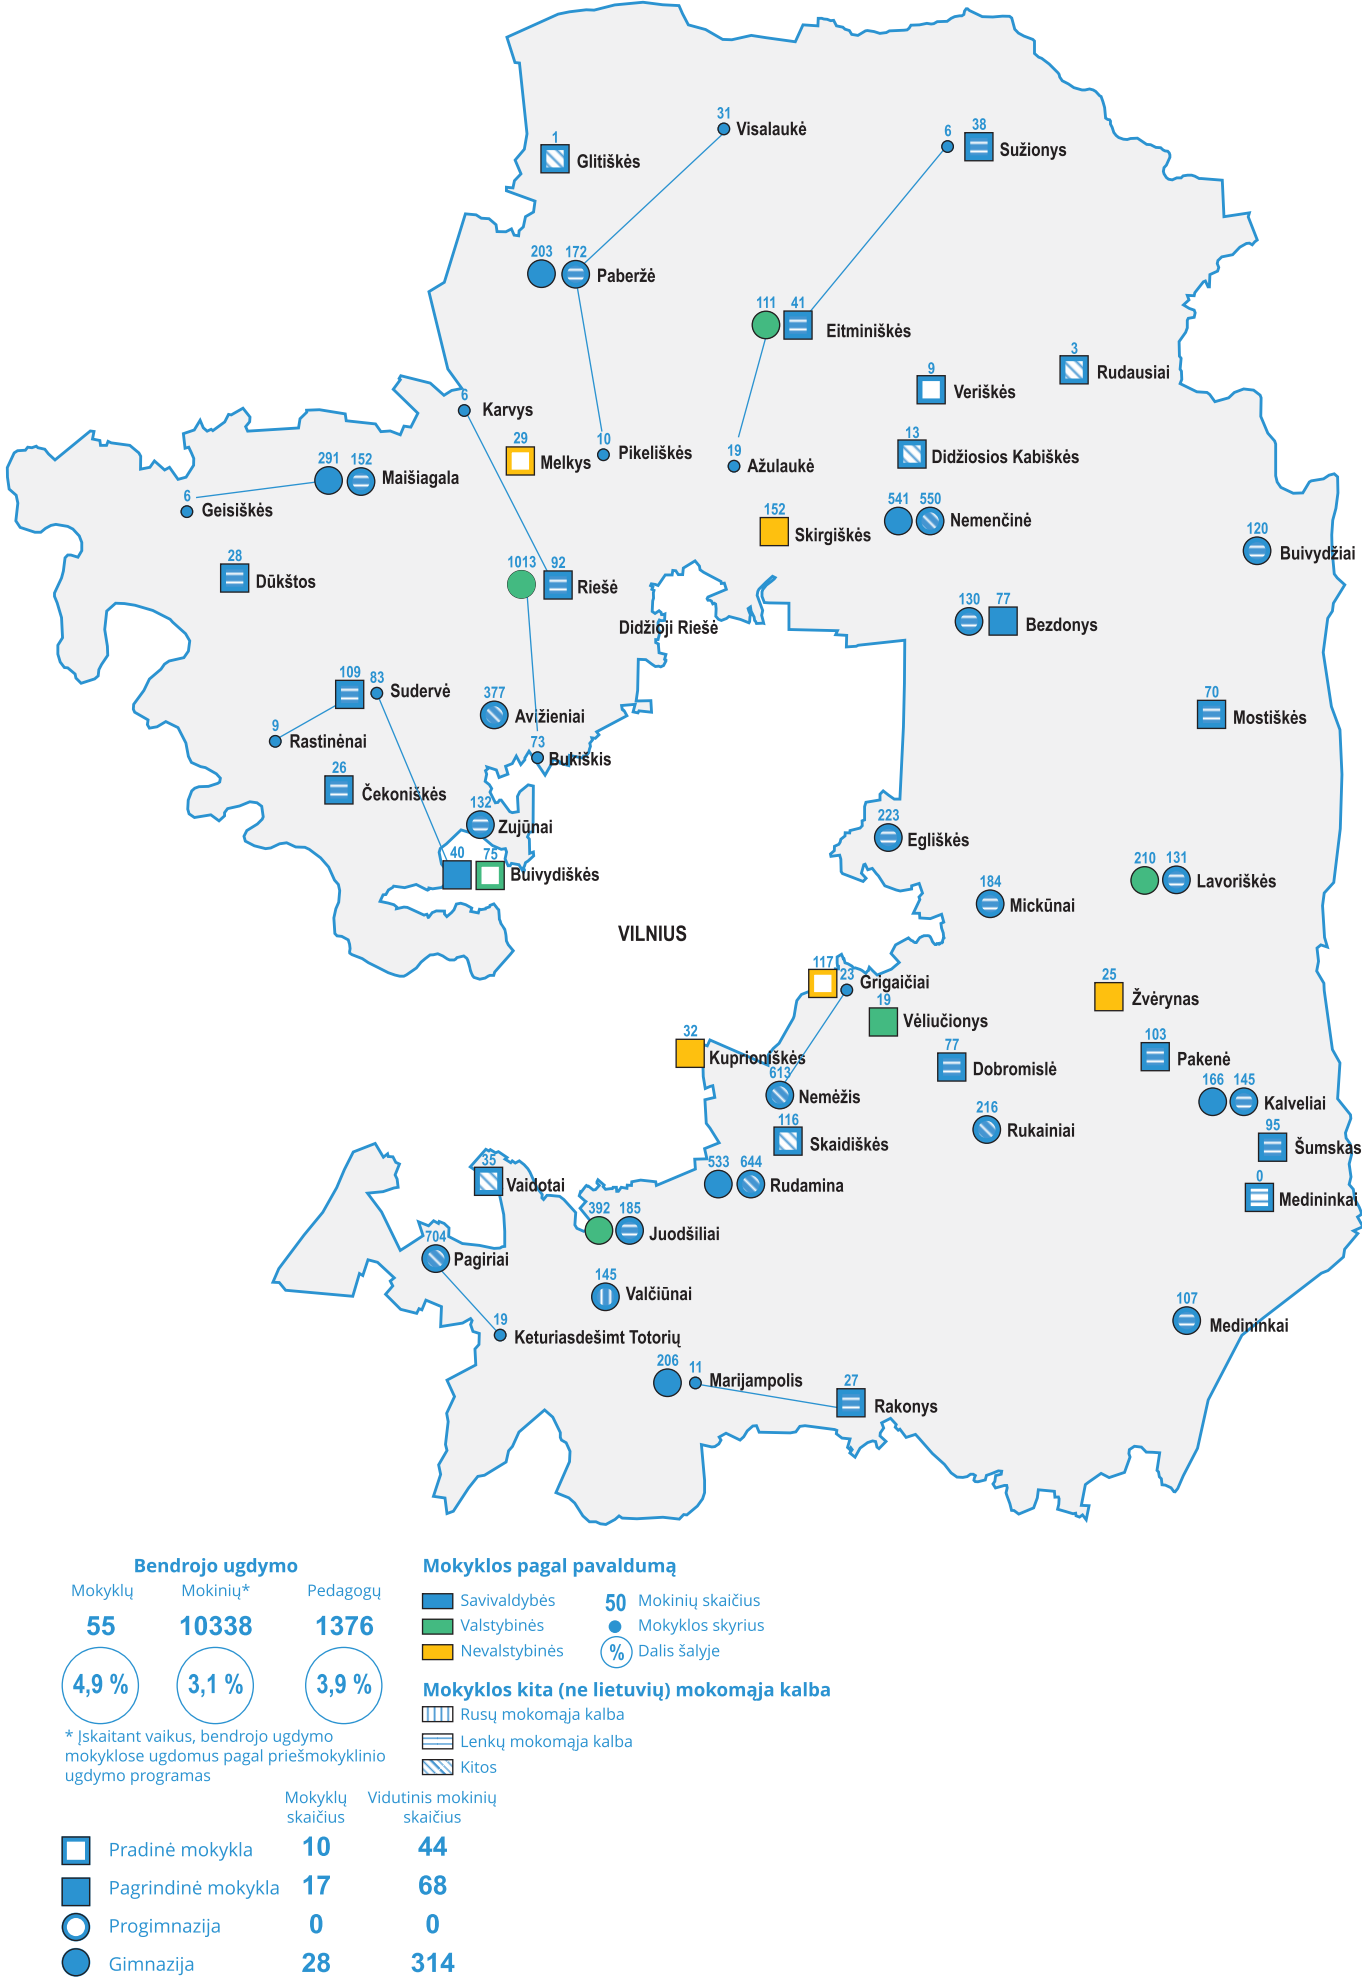 31
Visalaukė
6
38
Sužionys
1
Glitiškės
203
172
Paberžė
111
41
Eitminiškės
3
Rudausiai
9
Veriškės
6
Karvys
13
Didžiosios Kabiškės
29
Melkys
10
Pikeliškės
19
Ažulaukė
291
152
Maišiagala
6
Geisiškės
152
Skirgiškės
541
550
Nemenčinė
120
Buivydžiai
28
Dūkštos
1013
92
Riešė
130
77
Bezdonys
Didžioji Riešė
109
83
Sudervė
377
Avižieniai
70
Mostiškės
9
Rastinėnai
73
Bukiškis
26
Čekoniškės
132
Zujūnai
223
Egliškės
40
75
Buivydiškės
210
131
Lavoriškės
184
Mickūnai
VILNIUS
117
23
Grigaičiai
25
Žvėrynas
19
Vėliučionys
32
Kuprioniškės
77
Dobromislė
103
Pakenė
613
Nemėžis
166
145
Kalveliai
216
Rukainiai
116
Skaidiškės
95
Šumskas
35
Vaidotai
533
644
Rudamina
0
Medininkai
392
185
Juodšiliai
704
Pagiriai
145
Valčiūnai
107
Medininkai
19
Keturiasdešimt Totorių
206
11
Marijampolis
27
Rakonys
Bendrojo ugdymo
Mokyklų Mokinių* Pedagogų
55 10338 1376
4,9 % 3,1 % 3,9 %
* Įskaitant vaikus, bendrojo ugdymo
mokyklose ugdomus pagal priešmokyklinio
ugdymo programas
Mokyklos pagal pavaldumą
Savivaldybės
50 Mokinių skaičius
Valstybinės
Mokyklos skyrius
Nevalstybinės
% Dalis šalyje
Mokyklos kita (ne lietuvių) mokomąja kalba
Rusų mokomąja kalba
Lenkų mokomąja kalba
Kitos
Mokyklų Vidutinis mokinių
skaičius skaičius
Pradinė mokykla 10 44
Pagrindinė mokykla 17 68
Progimnazija 0 0
Gimnazija 28 314